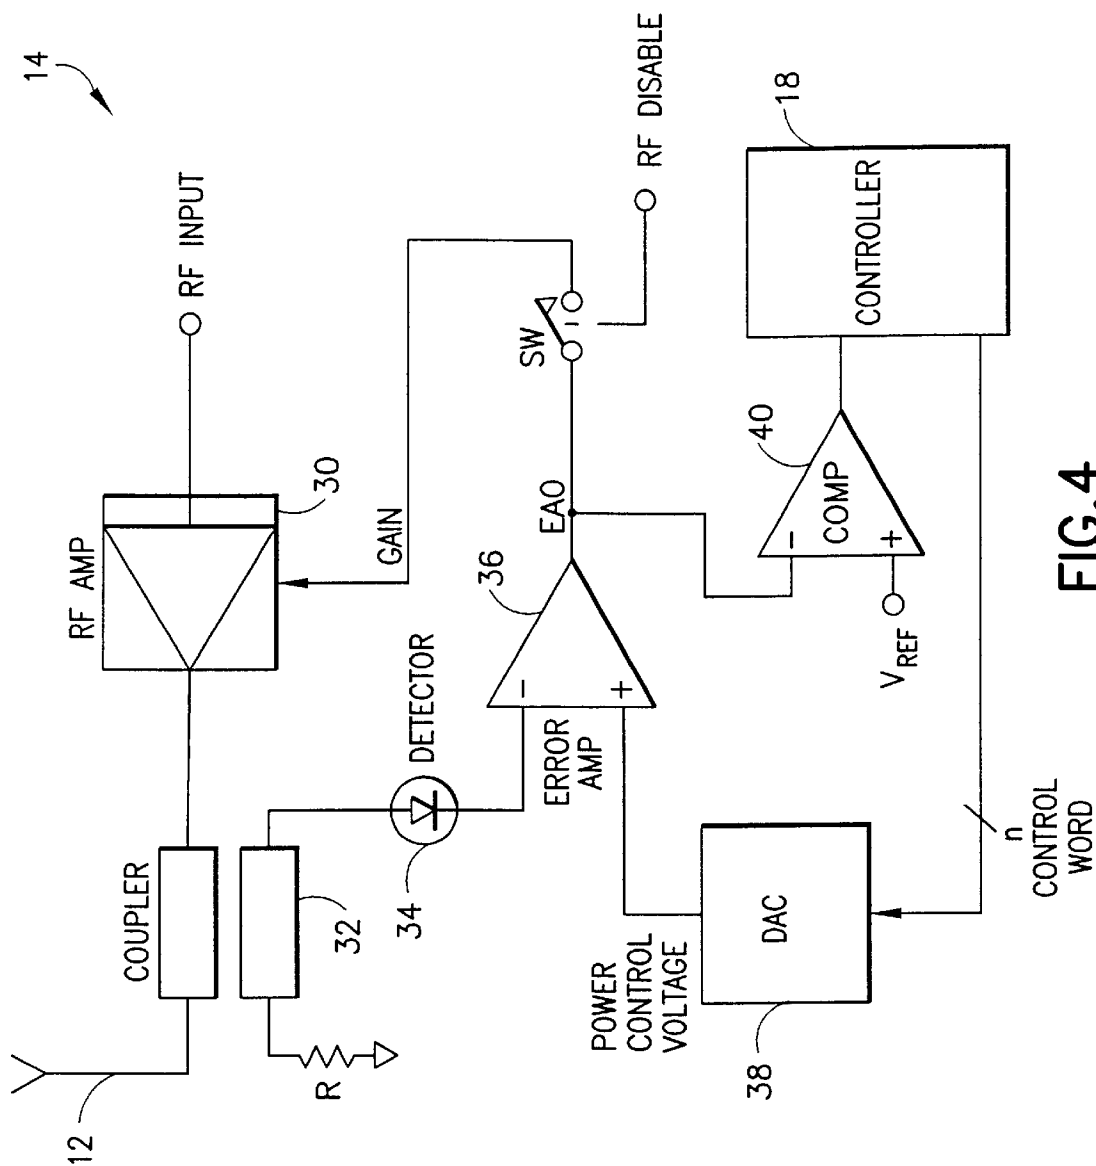 14
12
RF AMP
COUPLER
RF INPUT
R
30
32
GAIN
34
DETECTOR
36
SW
EAO
−
ERROR
AMP
+
POWER
CONTROL
VOLTAGE
RF DISABLE
38
DAC
40
18
−
COMP
+
CONTROLLER
VREF
n
CONTROL
WORD
FIG.4